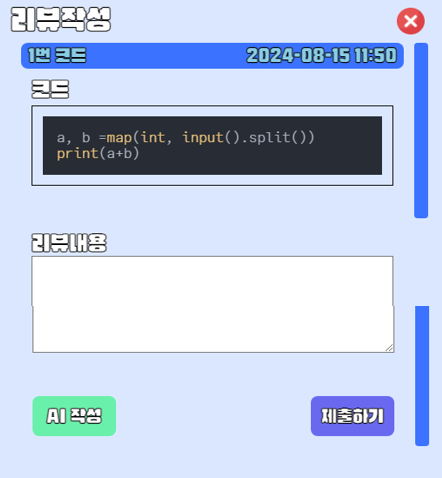 리뷰작성
1번 코드 2024-08-15 11:50
코드
a, b =map(int, input().split())
print(a+b)
리뷰내용
AI 작성 제출하기